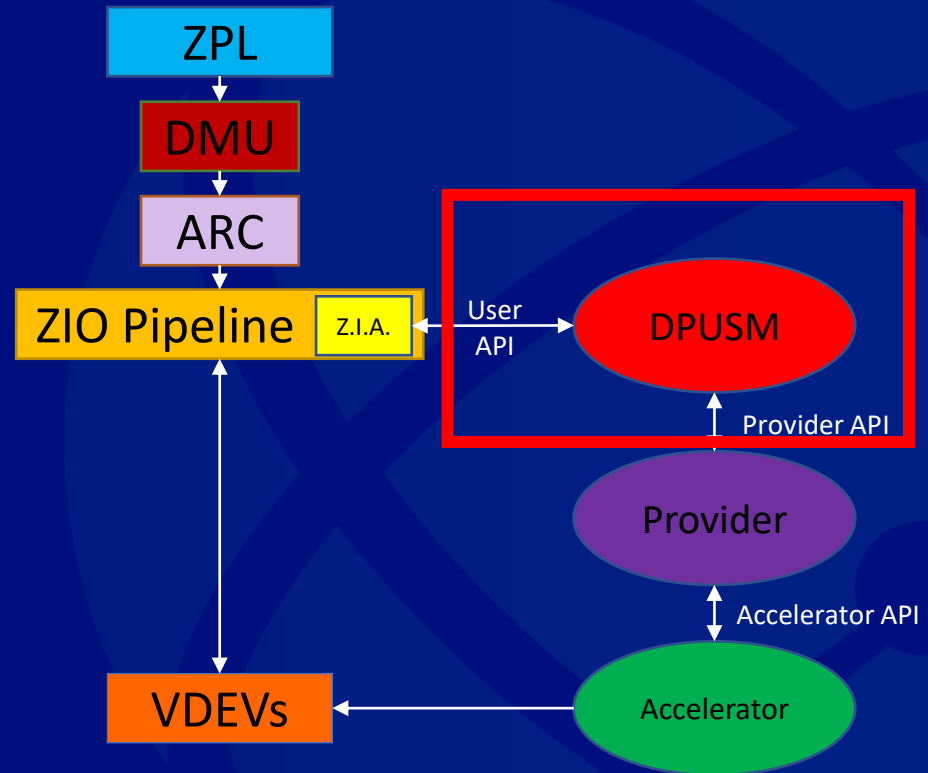 ZPL
DMU
ARC
ZIO Pipeline
Z.I.A.
User
API
DPUSM
Provider API
Provider
Accelerator API
VDEVs
Accelerator